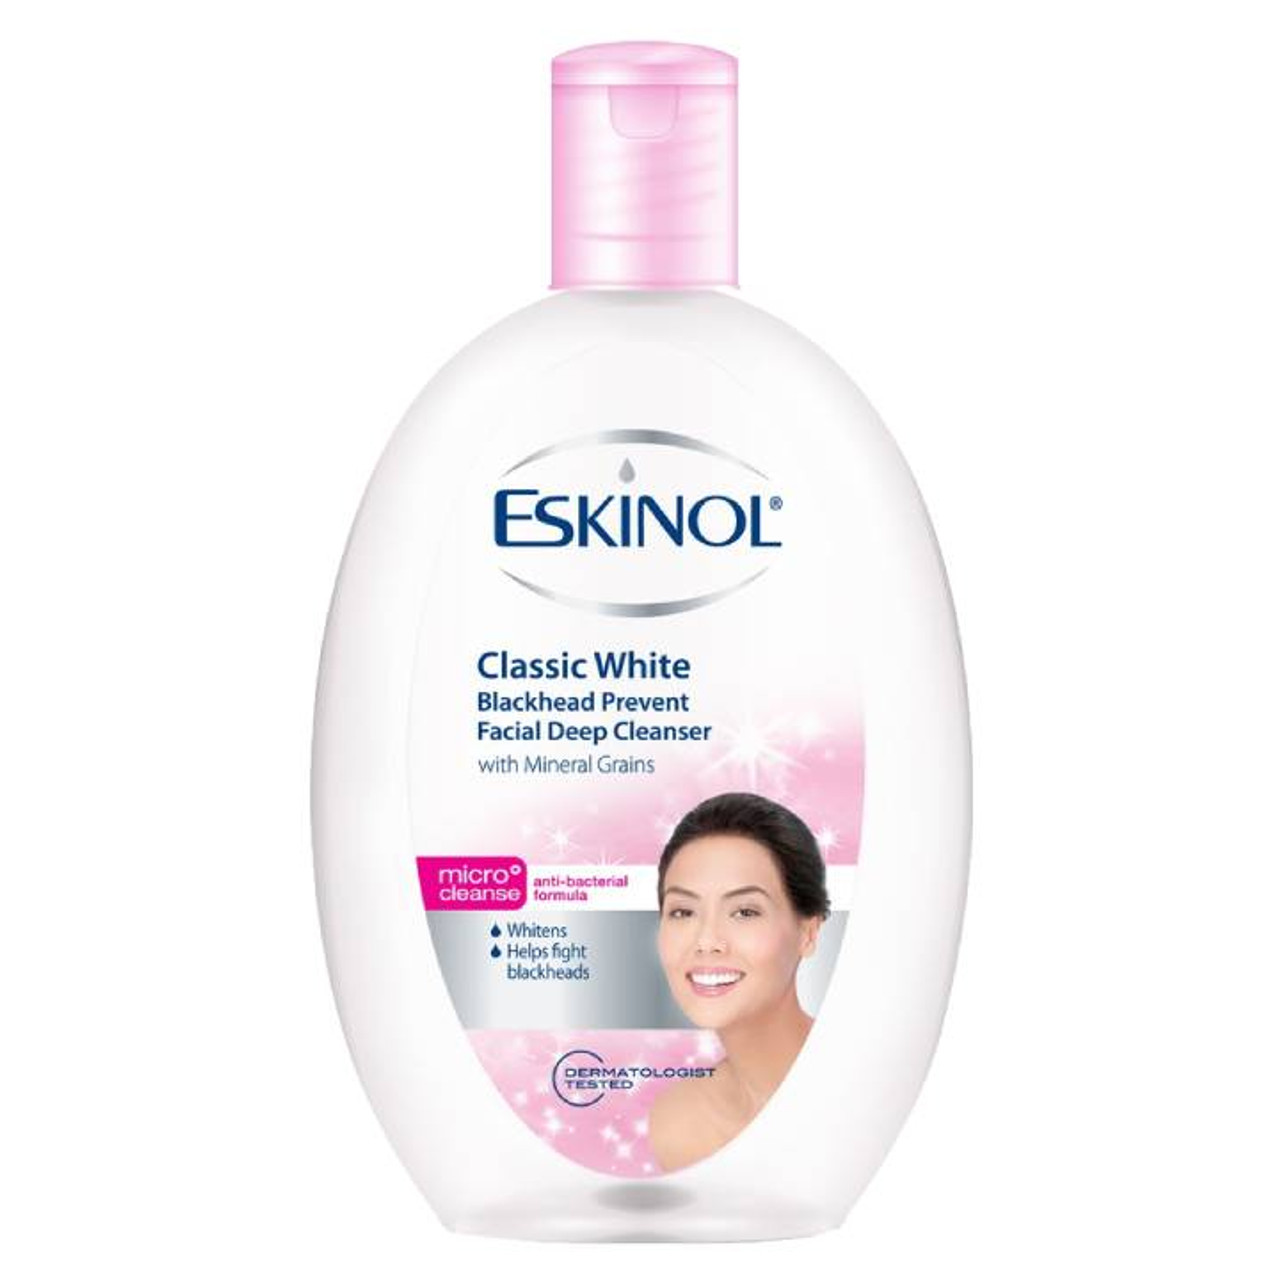 ESKINOL®
Classic White
Blackhead Prevent
Facial Deep Cleanser
with Mineral Grains
micro
cleanse
anti-bacterial
formula
Whitens
Helps fight
blackheads
DERMATOLOGIST
TESTED